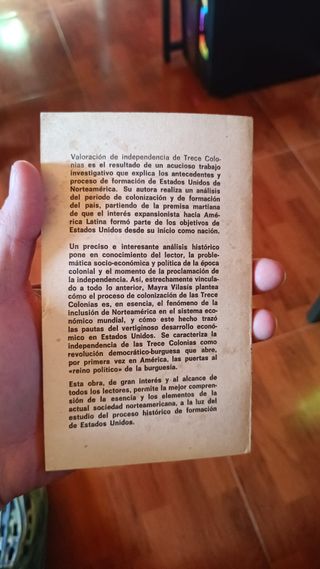 Valoración de independencia de Trece Colo-
nias es el resultado de un acucioso trabajo
investigativo que explica los antecedentes y
proceso de formación de Estados Unidos de
Norteamérica. Su autora realiza un análisis
del período de colonización y de formación
del país, partiendo de la premisa martiana
de que el interés expansionista hacia Amé-
rica Latina formó parte de los objetivos de
Estados Unidos desde su inicio como nación.
Un preciso e interesante análisis histórico
pone en conocimiento del lector, la proble-
mática socio-económica y política de la época
colonial y el momento de la proclamación de
la independencia. Así, estrechamente vincula-
do a todo lo anterior, Mayra Vilasís plantea
cómo el proceso de colonización de las Trece
Colonias es, en esencia, el fenómeno de la
inclusión de Norteamérica en el sistema eco-
nómico mundial, y cómo este hecho trazó
las pautas del vertiginoso desarrollo econó-
mico en Estados Unidos. Se caracteriza la
independencia de las Trece Colonias como
revolución democrático-burguesa que abre,
por primera vez en América, las puertas al
«reino político» de la burguesía.
Esta obra, de gran interés y al alcance de
todos los lectores, permite la mejor compren-
sión de la esencia y los elementos de la
actual sociedad norteamericana, a la luz del
estudio del proceso histórico de formación
de Estados Unidos.